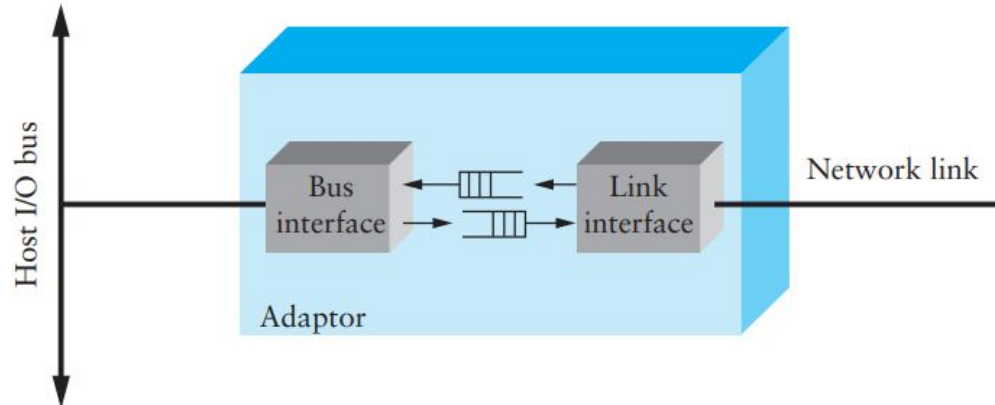 Host I/O bus
Bus
interface
Link
interface
Network link
Adaptor